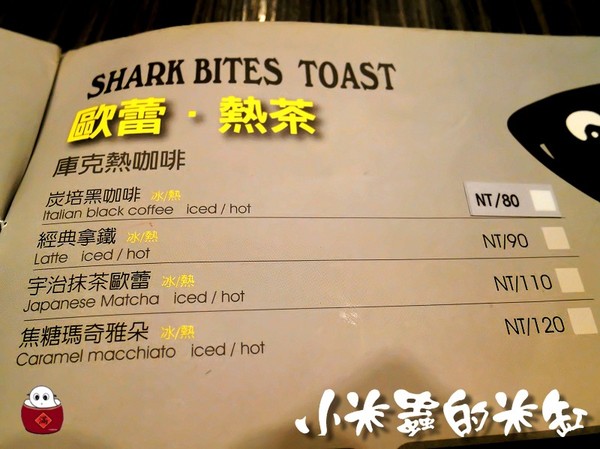 SHARK BITES TOAST
歐蕾・熱茶
庫克熱咖啡
炭培黑咖啡 冰/熱
Italian black coffee iced / hot NT/80
經典拿鐵 冰/熱
Latte iced / hot NT/90
宇治抹茶歐蕾 冰/熱
Japanese Matcha iced / hot NT/110
焦糖瑪奇雅朵 冰/熱
Caramel macchiato iced / hot NT/120
小米蟲的米缸